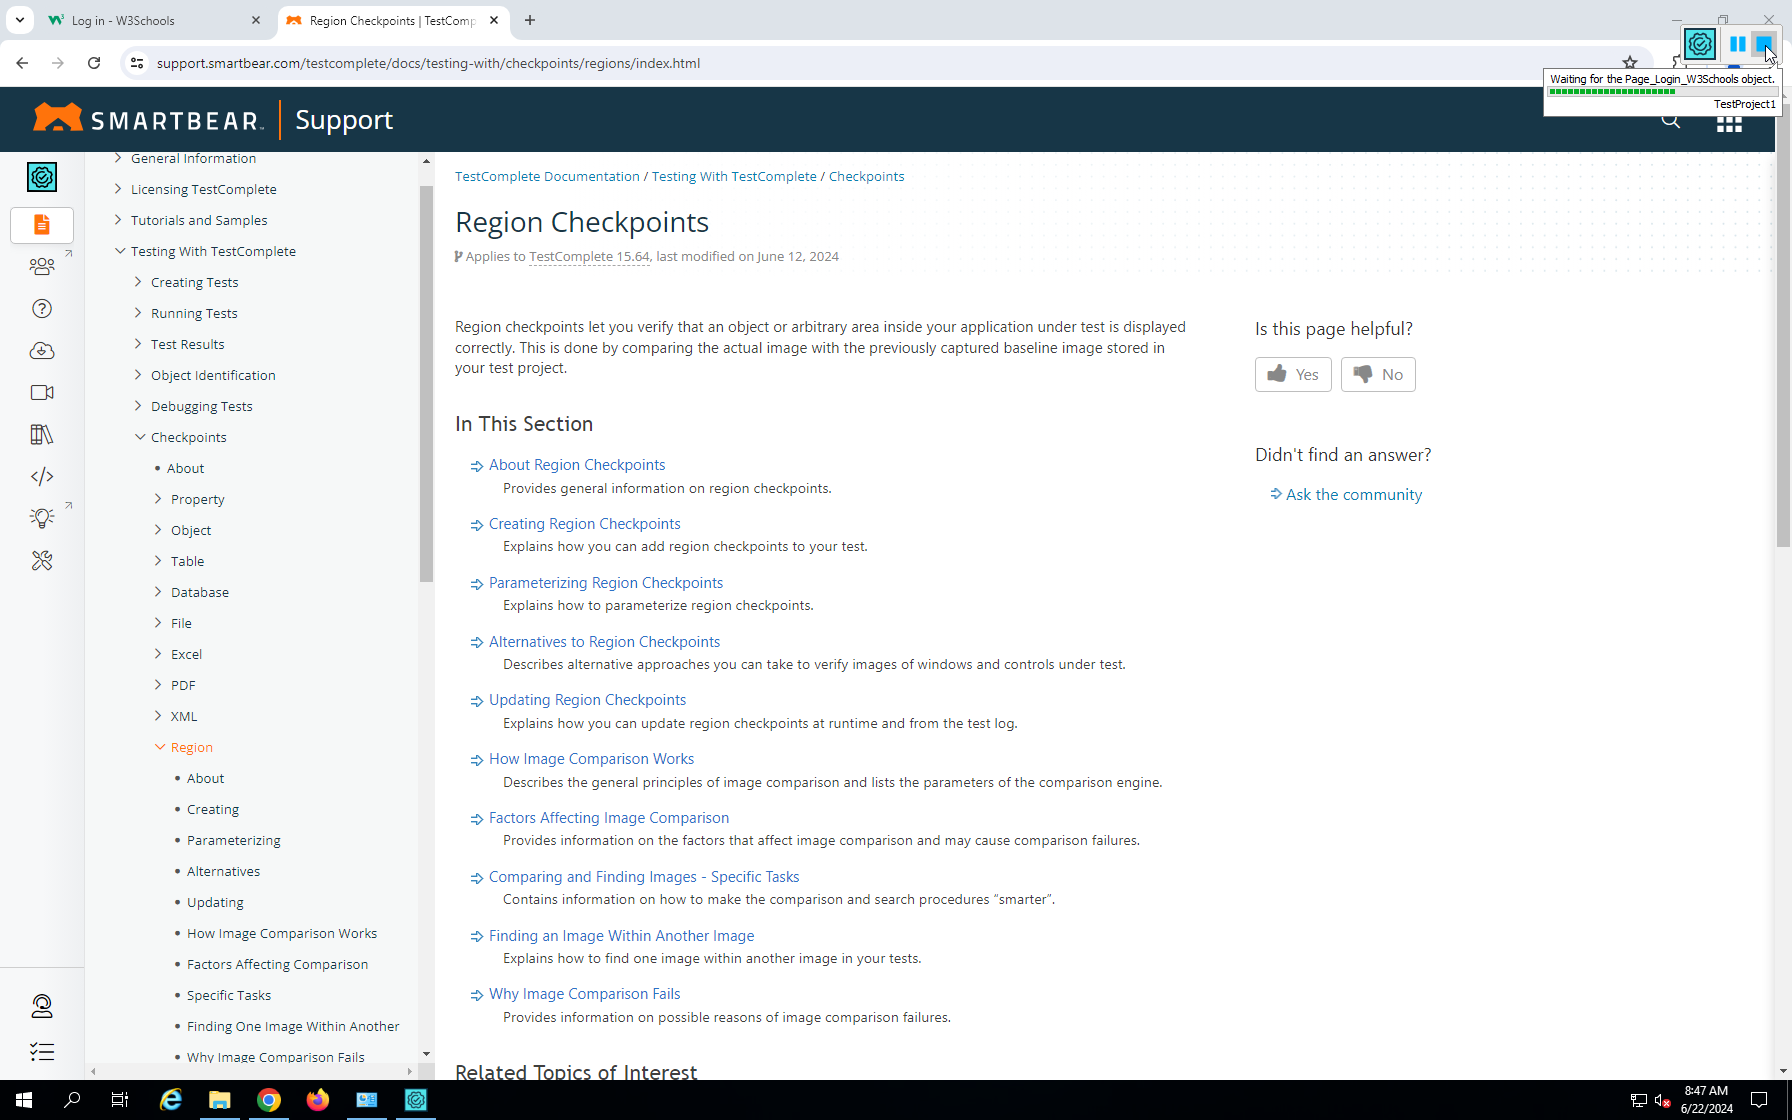 Log in - W3Schools
Region Checkpoints | TestComp
support.smartbear.com/testcomplete/docs/testing-with/checkpoints/regions/index.html
Waiting for the Page_Login_W3Schools object.
TestProject1
SMARTBEAR Support
General Information
Licensing TestComplete
Tutorials and Samples
Testing With TestComplete
Creating Tests
Running Tests
Test Results
Object Identification
Debugging Tests
Checkpoints
About
Property
Object
Table
Database
File
Excel
PDF
XML
Region
About
Creating
Parameterizing
Alternatives
Updating
How Image Comparison Works
Factors Affecting Comparison
Specific Tasks
Finding One Image Within Another
Why Image Comparison Fails
TestComplete Documentation / Testing With TestComplete / Checkpoints
Region Checkpoints
Applies to TestComplete 15.64, last modified on June 12, 2024
Region checkpoints let you verify that an object or arbitrary area inside your application under test is displayed
correctly. This is done by comparing the actual image with the previously captured baseline image stored in
your test project.
In This Section
About Region Checkpoints
Provides general information on region checkpoints.
Creating Region Checkpoints
Explains how you can add region checkpoints to your test.
Parameterizing Region Checkpoints
Explains how to parameterize region checkpoints.
Alternatives to Region Checkpoints
Describes alternative approaches you can take to verify images of windows and controls under test.
Updating Region Checkpoints
Explains how you can update region checkpoints at runtime and from the test log.
How Image Comparison Works
Describes the general principles of image comparison and lists the parameters of the comparison engine.
Factors Affecting Image Comparison
Provides information on the factors that affect image comparison and may cause comparison failures.
Comparing and Finding Images - Specific Tasks
Contains information on how to make the comparison and search procedures “smarter”.
Finding an Image Within Another Image
Explains how to find one image within another image in your tests.
Why Image Comparison Fails
Provides information on possible reasons of image comparison failures.
Related Topics of Interest
Is this page helpful?
Yes
No
Didn't find an answer?
Ask the community
8:47 AM
6/22/2024